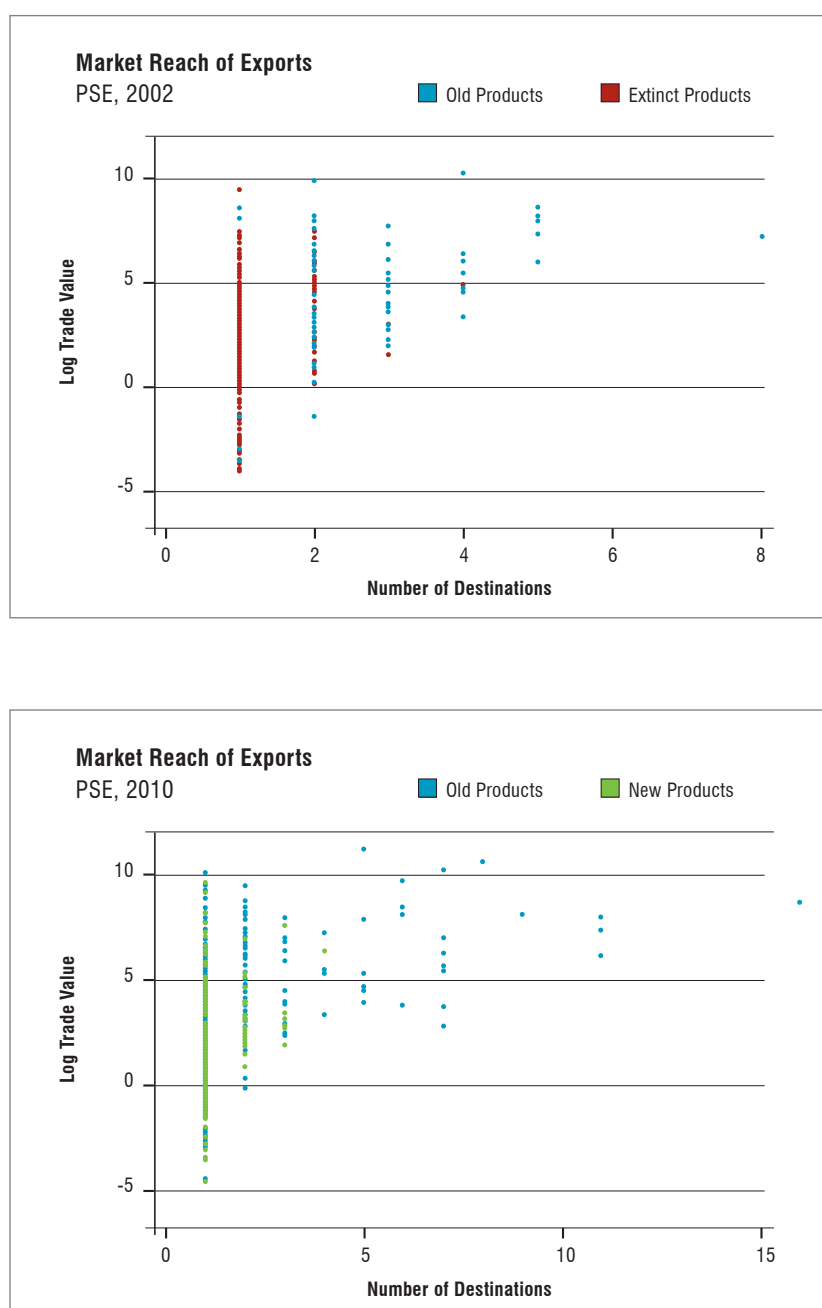 Market Reach of Exports
PSE, 2002
Old Products
Extinct Products
10
5
0
-5
Log Trade Value
0 2 4 6 8
Number of Destinations
Market Reach of Exports
PSE, 2010
Old Products
New Products
10
5
0
-5
Log Trade Value
0 5 10 15
Number of Destinations